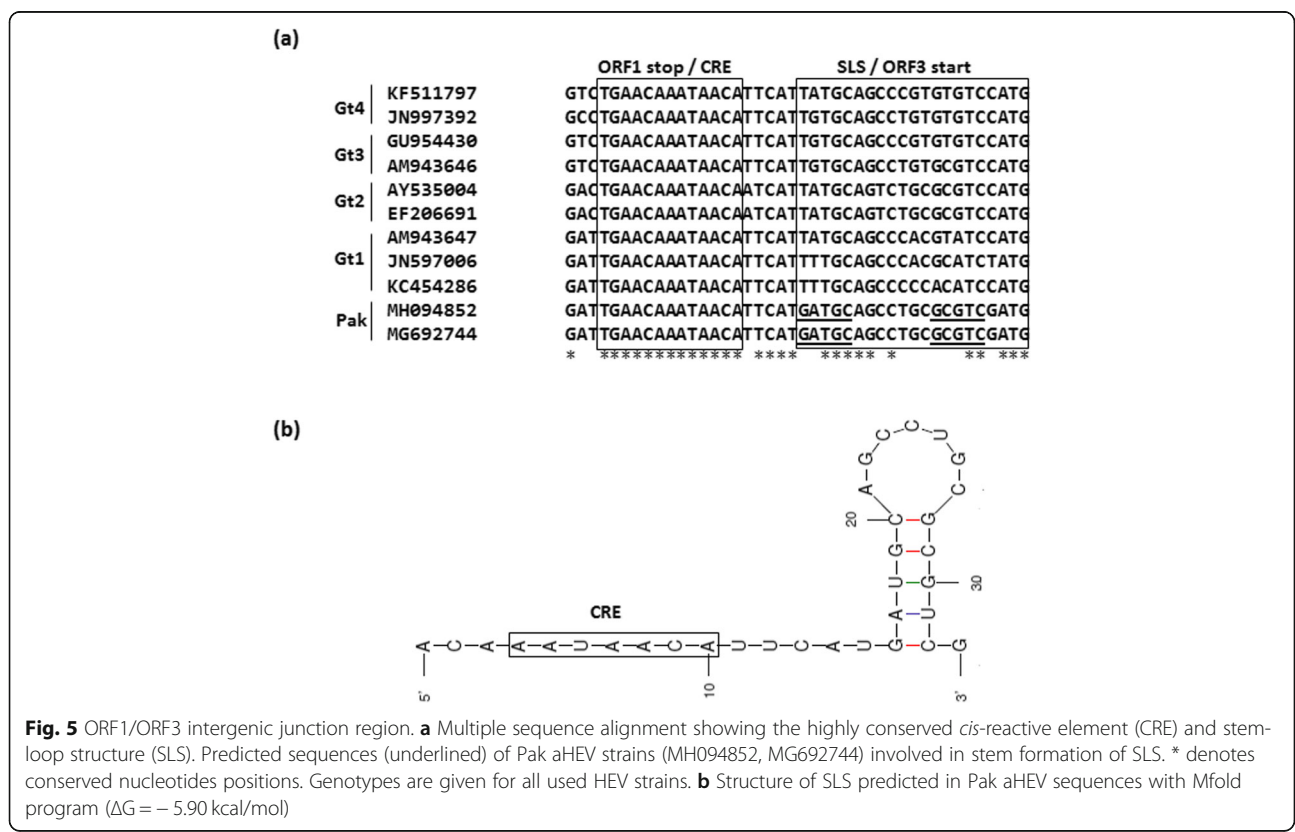 (a)
ORF1 stop / CRE SLS / ORF3 start
Gt4 KF511797 GTCTGAACAAATAACATTCATTATGCAGCCCGTGTGTCCATG
JN997392 GCCTGAACAAATAACATTCATTGTGCAGCCTGTGTGTCCATG
Gt3 GU954430 GTCTGAACAAATAACATTCATTGTGCAGCCCGTGTGTCCATG
AM943646 GTCTGAACAAATAACATTCATTGTGCAGCCTGTGCGTCCATG
Gt2 AY535004 GACTGAACAAATAACAATCATTATGCAGTCTGCGCGTCCATG
EF206691 GACTGAACAAATAACAATCATTATGCAGTCTGCGCGTCCATG
Gt1 AM943647 GATTGAACAAATAACATTCATTATGCAGCCCACGTATCCATG
JN597006 GATTGAACAAATAACATTCATTTTGCAGCCCACGCATCTATG
KC454286 GATTGAACAAATAACATTCATTTTGCAGCCCCCACATCCATG
Pak MH094852 GATTGAACAAATAACATTCATGATGCAGCCTGCGCGTCGATG
MG692744 GATTGAACAAATAACATTCATGATGCAGCCTGCGCGTCGATG
* ************* **** ***** * ** ***
(b)
C C U
G G
A C
20 C G
G C
U G 30
A U
CRE
A C A A A U A A C A U U C A U G C G
5' 10 3'
Fig. 5 ORF1/ORF3 intergenic junction region. a Multiple sequence alignment showing the highly conserved cis-reactive element (CRE) and stem-
loop structure (SLS). Predicted sequences (underlined) of Pak aHEV strains (MH094852, MG692744) involved in stem formation of SLS. * denotes
conserved nucleotides positions. Genotypes are given for all used HEV strains. b Structure of SLS predicted in Pak aHEV sequences with Mfold
program (ΔG = − 5.90 kcal/mol)